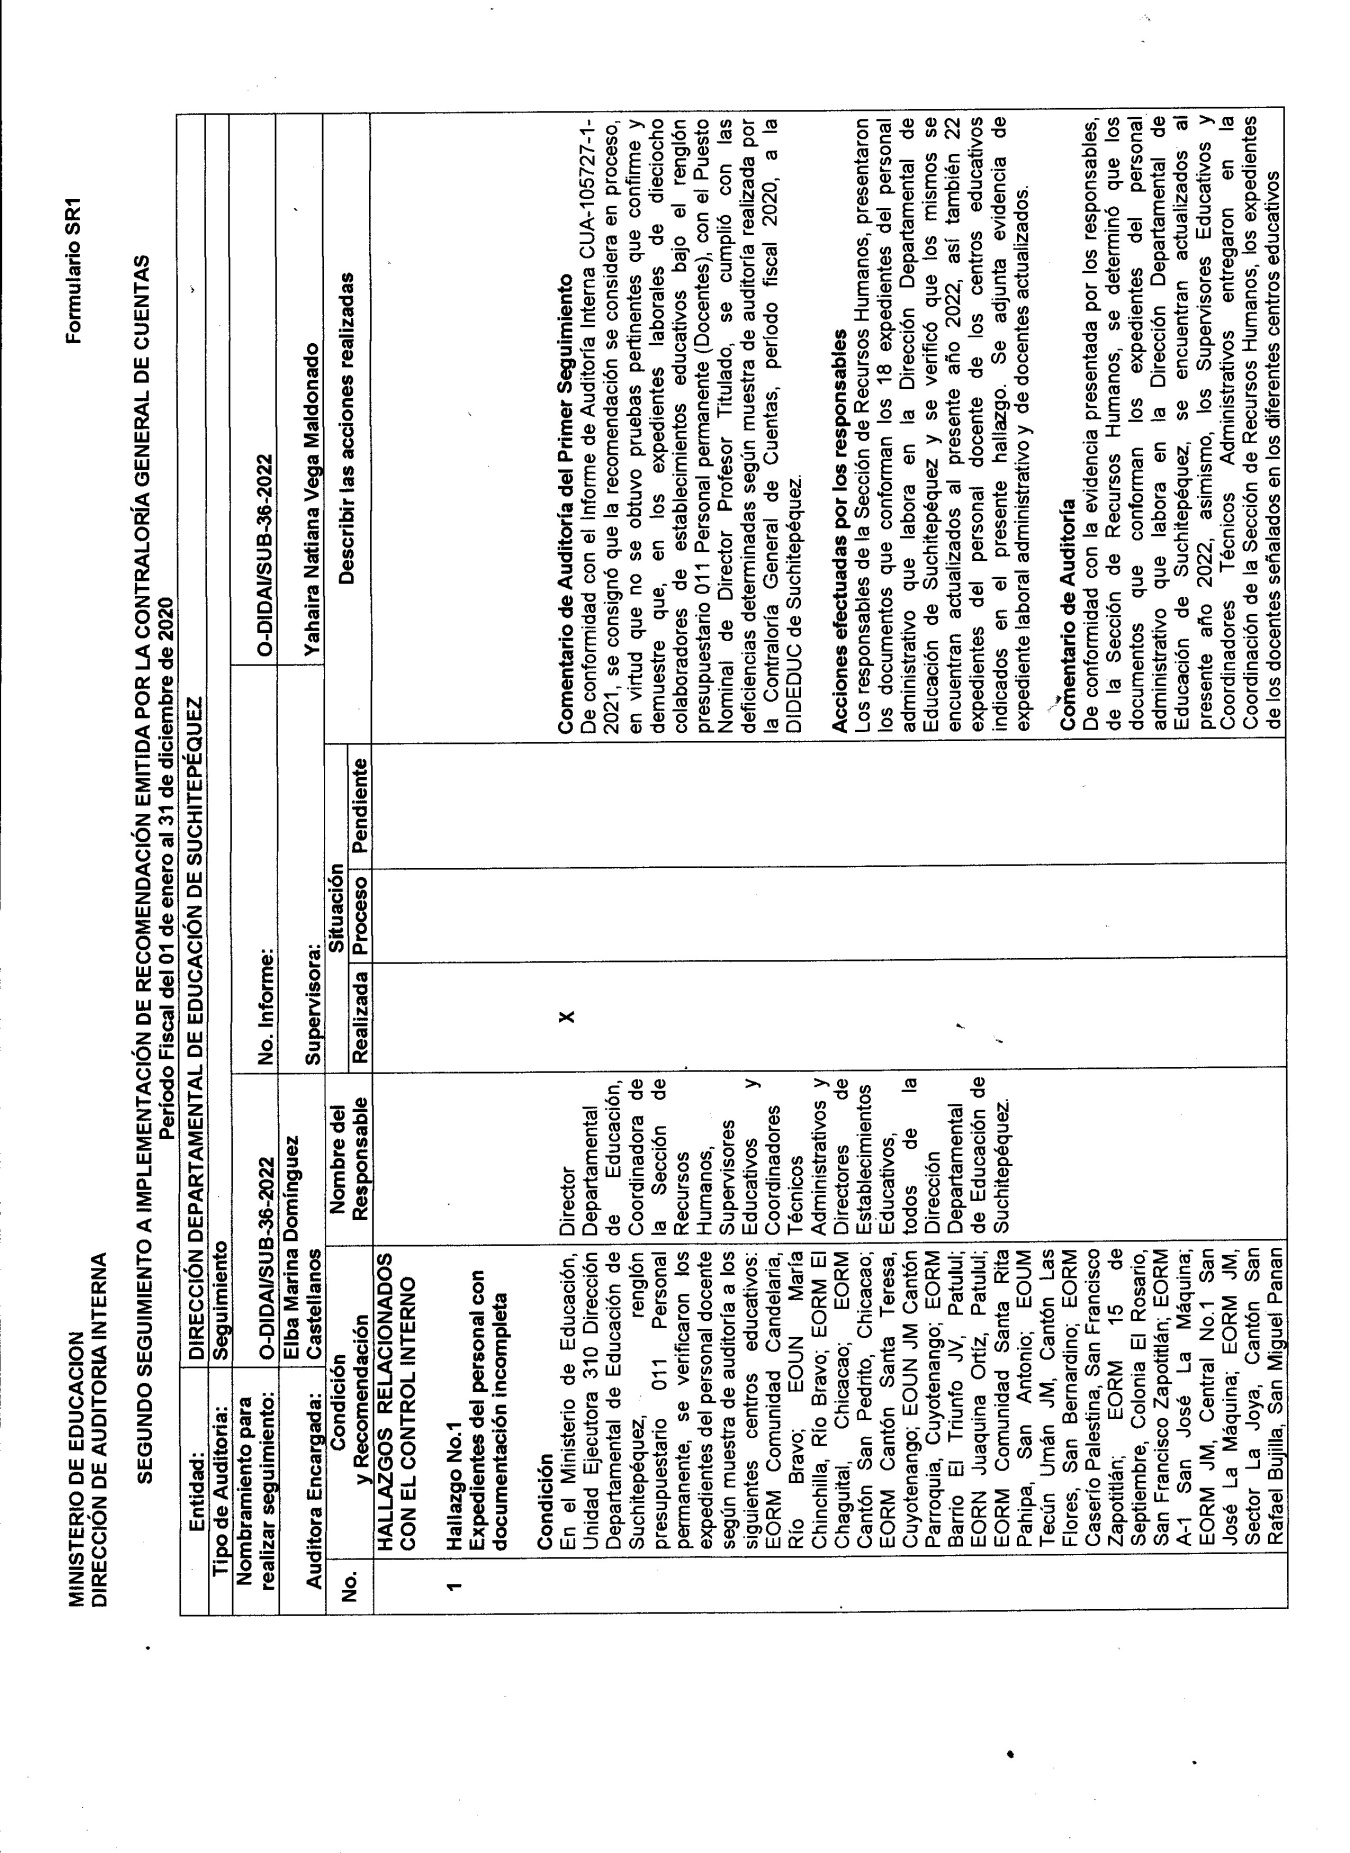 MINISTERIO DE EDUCACION
DIRECCIÓN DE AUDITORIA INTERNA
Formulario SR1
SEGUNDO SEGUIMIENTO A IMPLEMENTACIÓN DE RECOMENDACIÓN EMITIDA POR LA CONTRALORÍA GENERAL DE CUENTAS
Período Fiscal del 01 de enero al 31 de diciembre de 2020
Entidad: DIRECCIÓN DEPARTAMENTAL DE EDUCACIÓN DE SUCHITEPÉQUEZ
Tipo de Auditoria: Seguimiento
Nombramiento para
realizar seguimiento: O-DIDAI/SUB-36-2022 No. Informe: O-DIDAI/SUB-36-2022
Auditora Encargada: Elba Marina Domínguez
Castellanos Supervisora: Yahaira Natiana Vega Maldonado
No.
Condición
y Recomendación
Nombre del
Responsable
Situación
Realizada Proceso Pendiente
Describir las acciones realizadas
HALLAZGOS RELACIONADOS
CON EL CONTROL INTERNO
1
Hallazgo No.1
Expedientes del personal con
documentación incompleta
Condición
En el Ministerio de Educación,
Unidad Ejecutora 310 Dirección
Departamental de Educación de
Suchitepéquez, renglón
presupuestario 011 Personal
permanente, se verificaron los
expedientes del personal docente
según muestra de auditoría a los
siguientes centros educativos:
EORM Comunidad Candelaria,
Río Bravo; EOUN María
Chinchilla, Río Bravo; EORM El
Chaguital, Chicacao; EORM
Cantón San Pedrito, Chicacao;
EORM Cantón Santa Teresa,
Cuyotenango; EOUN JM Cantón
Parroquia, Cuyotenango; EORM
Barrio El Triunfo JV, Patulul;
EORN Juaquina Ortíz, Patulul;
EORM Comunidad Santa Rita
Pahipa, San Antonio; EOUM
Tecún Umán JM, Cantón Las
Flores, San Bernardino; EORM
Caserío Palestina, San Francisco
Zapotitlán; EORM 15 de
Septiembre, Colonia El Rosario,
San Francisco Zapotitlán; EORM
A-1 San José La Máquina;
EORM JM, Central No.1 San
José La Máquina; EORM JM,
Sector La Joya, Cantón San
Rafael Bujilla, San Miguel Panan
Director
Departamental
de Educación,
Coordinadora de
la Sección de
Recursos
Humanos,
Supervisores
Educativos y
Coordinadores
Técnicos
Administrativos y
Directores de
Establecimientos
Educativos,
todos de la
Dirección
Departamental
de Educación de
Suchitepéquez.
X
Comentario de Auditoría del Primer Seguimiento
De conformidad con el Informe de Auditoría Interna CUA-105727-1-
2021, se consignó que la recomendación se considera en proceso,
en virtud que no se obtuvo pruebas pertinentes que confirme y
demuestre que, en los expedientes laborales de dieciocho
colaboradores de establecimientos educativos bajo el renglón
presupuestario 011 Personal permanente (Docentes), con el Puesto
Nominal de Director Profesor Titulado, se cumplió con las
deficiencias determinadas según muestra de auditoría realizada por
la Contraloría General de Cuentas, período fiscal 2020, a la
DIDEDUC de Suchitepéquez.
Acciones efectuadas por los responsables
Los responsables de la Sección de Recursos Humanos, presentaron
los documentos que conforman los 18 expedientes del personal
administrativo que labora en la Dirección Departamental de
Educación de Suchitepéquez y se verificó que los mismos se
encuentran actualizados al presente año 2022, así también 22
expedientes del personal docente de los centros educativos
indicados en el presente hallazgo. Se adjunta evidencia de
expediente laboral administrativo y de docentes actualizados.
Comentario de Auditoría
De conformidad con la evidencia presentada por los responsables,
de la Sección de Recursos Humanos, se determinó que los
documentos que conforman los expedientes del personal
administrativo que labora en la Dirección Departamental de
Educación de Suchitepéquez, se encuentran actualizados al
presente año 2022, asimismo, los Supervisores Educativos y
Coordinadores Técnicos Administrativos entregaron en la
Coordinación de la Sección de Recursos Humanos, los expedientes
de los docentes señalados en los diferentes centros educativos